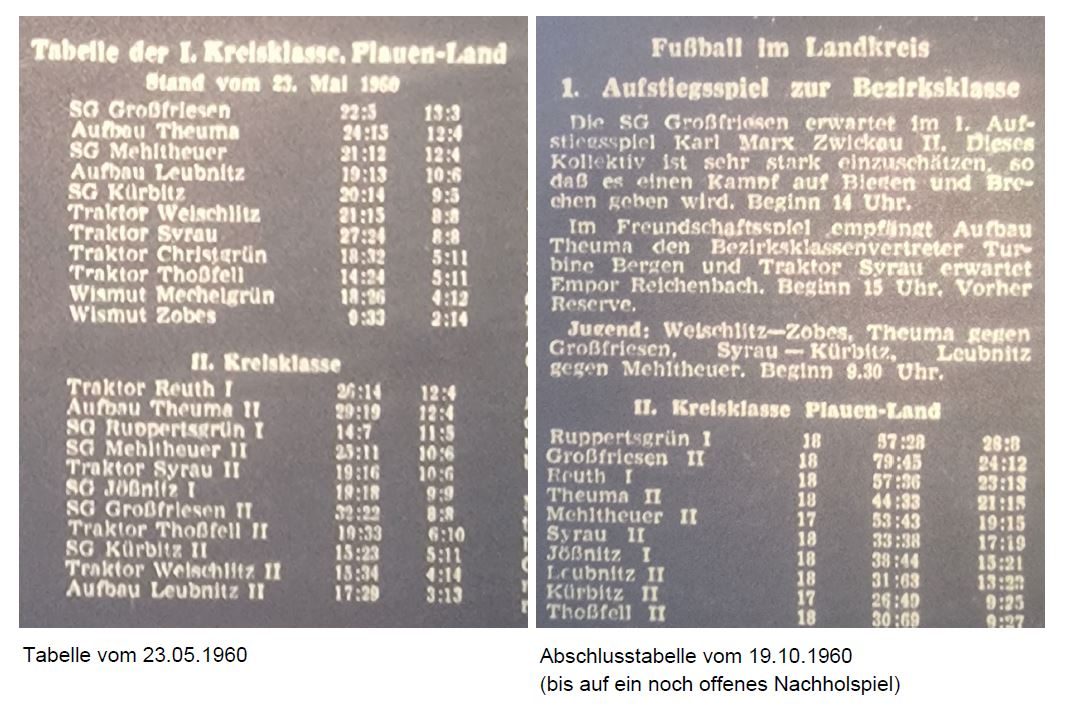 Tabelle der I. Kreisklasse, Plauen-Land
Stand vom 23. Mai 1960
SG Großfriesen 22:5 13:3
Aufbau Theuma 24:15 12:4
SG Mehltheuer 21:12 12:4
Aufbau Leubnitz 19:13 10:6
SG Kürbitz 20:14 9:5
Traktor Weischlitz 21:15 8:8
Traktor Syrau 27:24 8:8
Traktor Christgrün 18:32 5:11
Traktor Thoßfell 14:24 5:11
Wismut Mechelgrün 18:26 4:12
Wismut Zobes 9:33 2:14
II. Kreisklasse
Traktor Reuth I 26:14 12:4
Aufbau Theuma II 29:19 12:4
SG Ruppertsgrün I 14:7 11:5
SG Mehltheuer II 25:11 10:6
Traktor Syrau II 19:16 10:6
SG Jößnitz I 19:18 9:9
SG Großfriesen II 32:22 8:8
Traktor Thoßfell II 19:33 6:10
SG Kürbitz II 15:23 5:11
Traktor Weischlitz II 15:34 4:14
Aufbau Leubnitz II 17:29 3:13
Tabelle vom 23.05.1960
Fußball im Landkreis
1. Aufstiegsspiel zur Bezirksklasse
Die SG Großfriesen erwartet im 1. Auf-
stiegsspiel Karl Marx Zwickau II. Dieses
Kollektiv ist sehr stark einzuschätzen, so
daß es einen Kampf auf Biegen und Bre-
chen geben wird. Beginn 14 Uhr.
Im Freundschaftsspiel empfängt Aufbau
Theuma den Bezirksklassenvertreter Tur-
bine Bergen und Traktor Syrau erwartet
Empor Reichenbach. Beginn 15 Uhr. Vorher
Reserve.
Jugend: Weischlitz—Zobes, Theuma gegen
Großfriesen, Syrau — Kürbitz, Leubnitz
gegen Mehltheuer. Beginn 9.30 Uhr.
II. Kreisklasse Plauen-Land
Ruppertsgrün I 18 57:28 28:8
Großfriesen II 18 79:45 24:12
Reuth I 18 57:36 23:13
Theuma II 18 44:33 21:15
Mehltheuer II 17 53:43 19:15
Syrau II 18 33:38 17:19
Jößnitz I 18 38:44 15:21
Leubnitz II 18 31:63 13:23
Kürbitz II 17 26:49 9:25
Thoßfell II 18 30:69 9:27
Abschlusstabelle vom 19.10.1960
(bis auf ein noch offenes Nachholspiel)